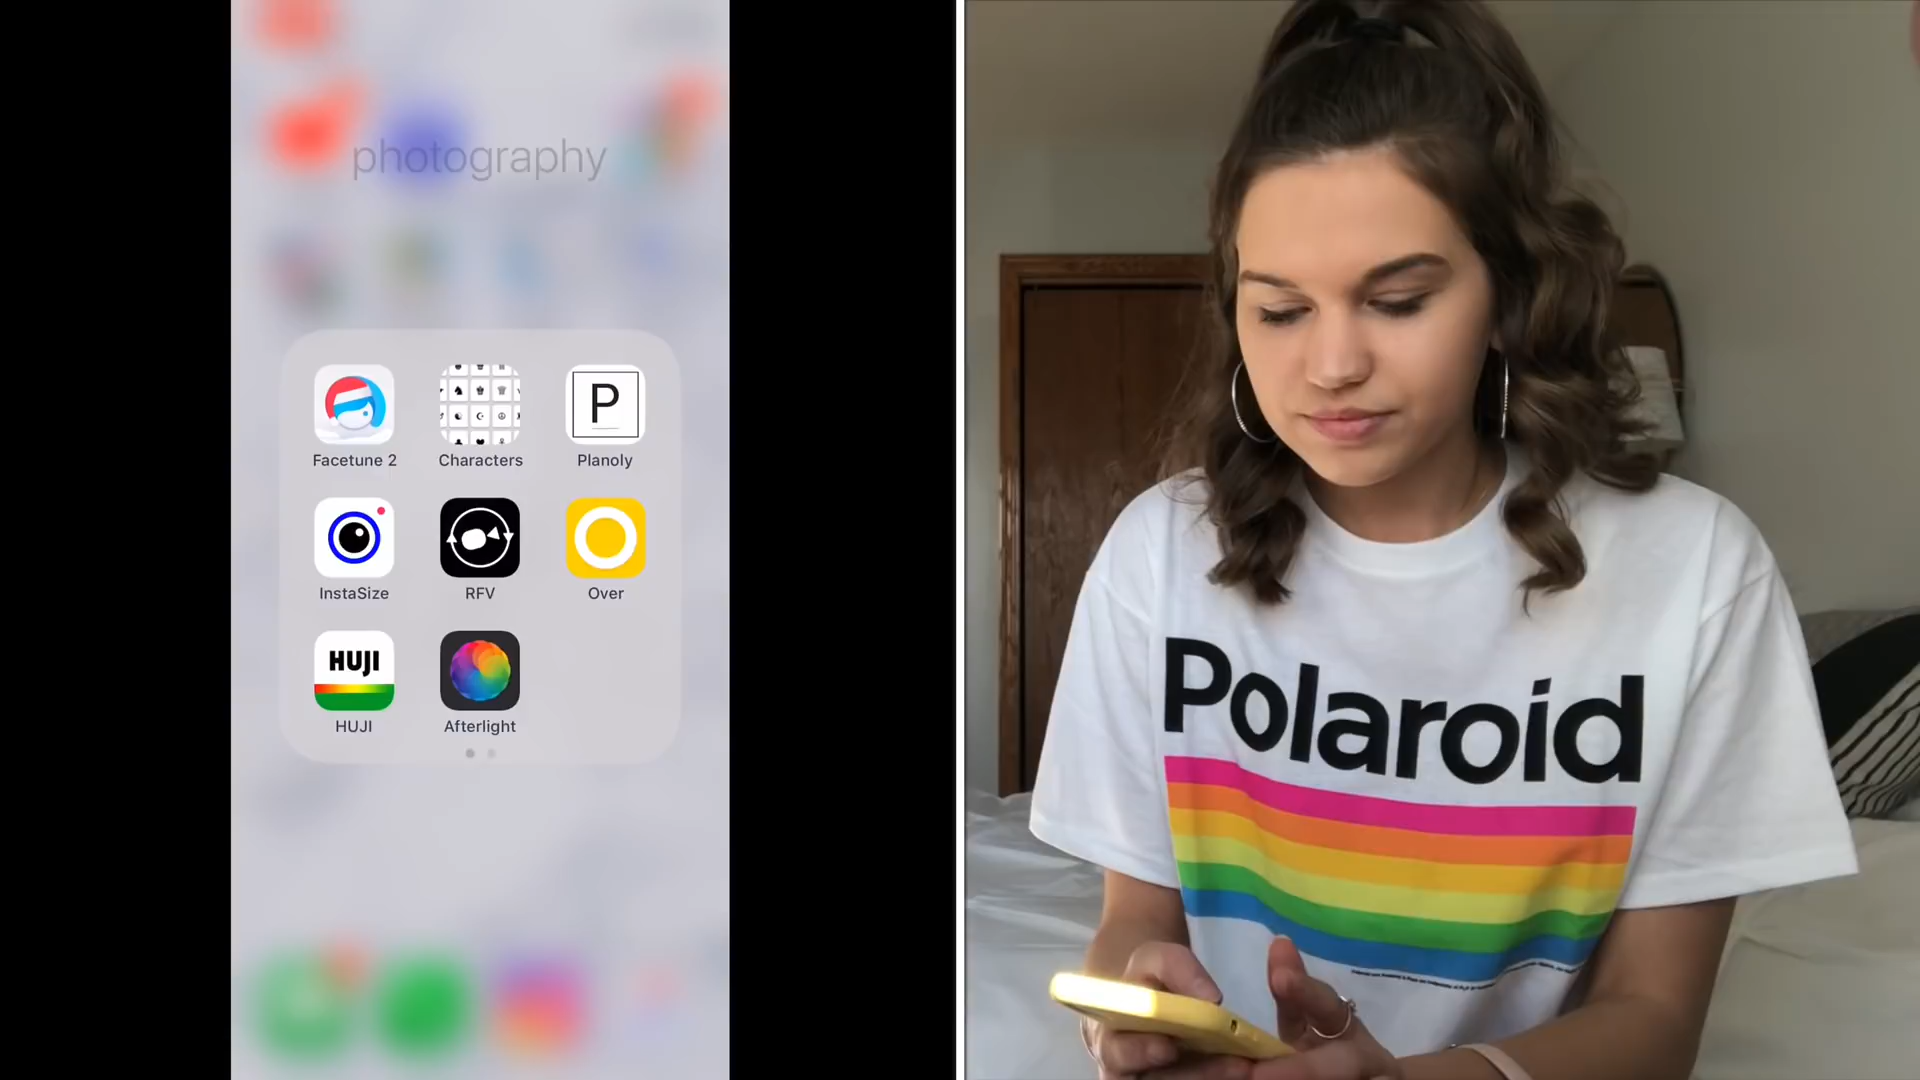 photography
P
Facetune 2
Characters
Planoly
InstaSize
RFV
Over
HUJI
HUJI
Afterlight
Polaroid